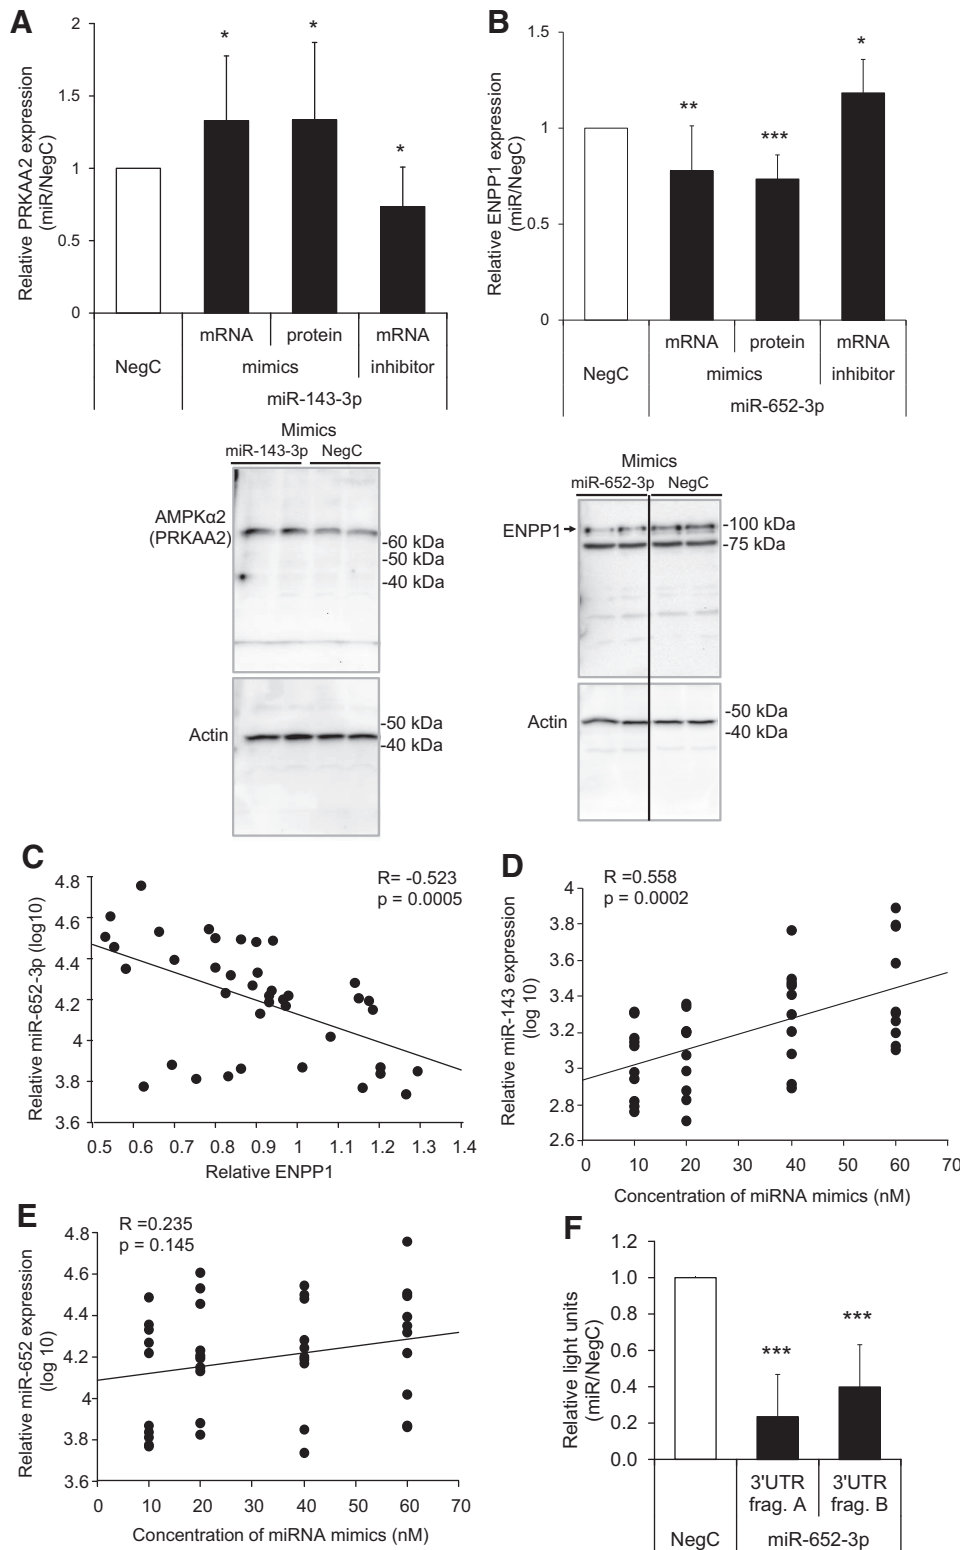 A
Relative PRKAA2 expression
(miR/NegC)
2
1.5
1
0.5
0
*
*
*
mRNA
protein
mRNA
NegC
mimics
inhibitor
miR-143-3p
B
Relative ENPP1 expression
(miR/NegC)
1.5
1
0.5
0
**
***
*
mRNA
protein
mRNA
NegC
mimics
inhibitor
miR-652-3p
Mimics
miR-143-3p NegC
AMPKα2
(PRKAA2)
-60 kDa
-50 kDa
-40 kDa
Actin
-50 kDa
-40 kDa
Mimics
miR-652-3p NegC
ENPP1
-100 kDa
-75 kDa
Actin
-50 kDa
-40 kDa
C
Relative miR-652-3p (log10)
4.8
4.6
4.4
4.2
4
3.8
3.6
R= -0.523
p = 0.0005
0.5 0.6 0.7 0.8 0.9 1 1.1 1.2 1.3 1.4
Relative ENPP1
D
Relative miR-143 expression
(log 10)
4
3.8
3.6
3.4
3.2
3
2.8
2.6
R =0.558
p = 0.0002
0 10 20 30 40 50 60 70
Concentration of miRNA mimics (nM)
E
Relative miR-652 expression
(log 10)
4.8
4.6
4.4
4.2
4
3.8
3.6
R =0.235
p = 0.145
0 10 20 30 40 50 60 70
Concentration of miRNA mimics (nM)
F
Relative light units
(miR/NegC)
1.2
1.0
0.8
0.6
0.4
0.2
0.0
***
***
3'UTR
frag. A
3'UTR
frag. B
NegC
miR-652-3p